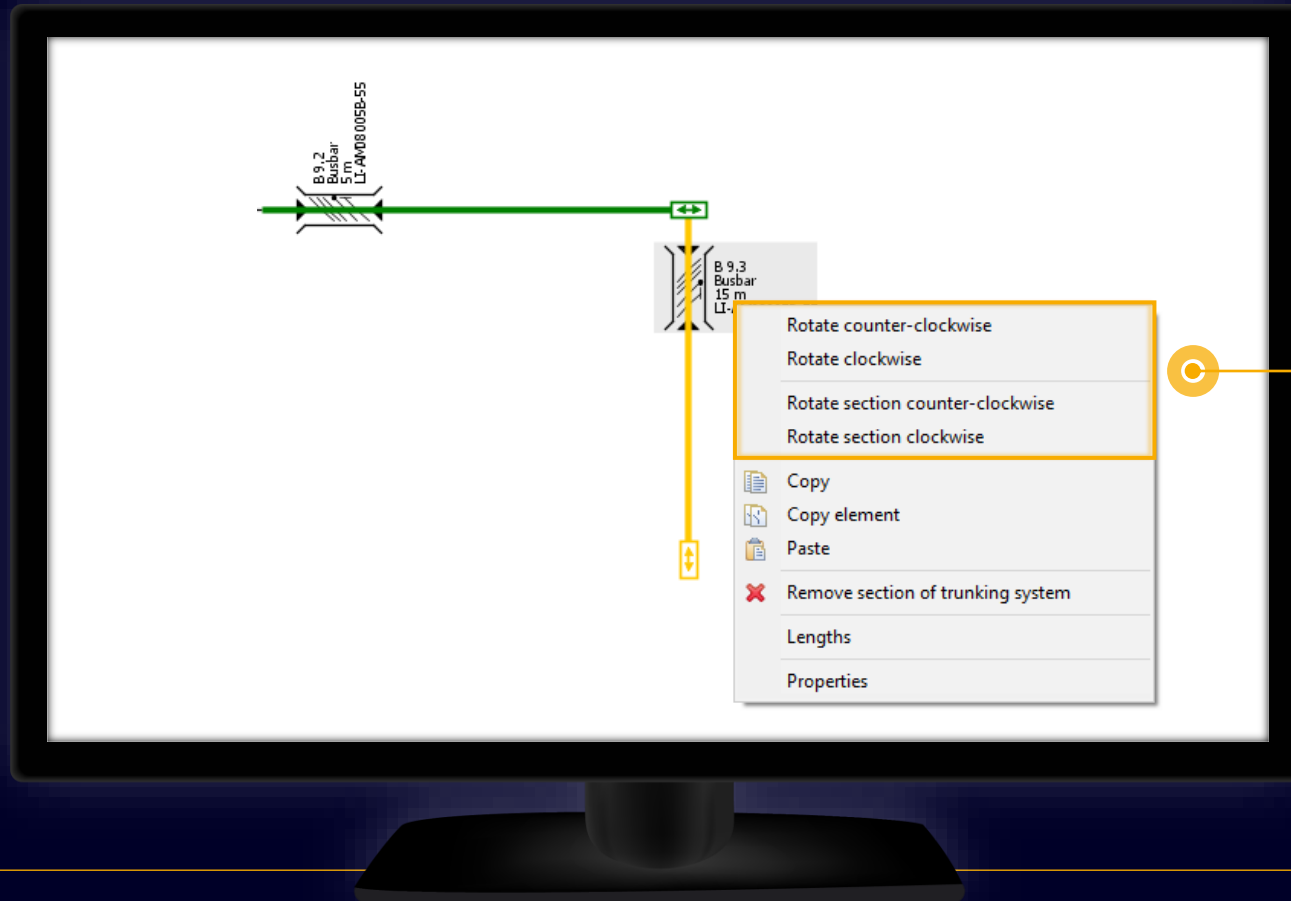 B 9.2
Busbar
5 m
LI-AM08005B-55
B 9.3
Busbar
15 m
LI-
Rotate counter-clockwise
Rotate clockwise
Rotate section counter-clockwise
Rotate section clockwise
Copy
Copy element
Paste
Remove section of trunking system
Lengths
Properties